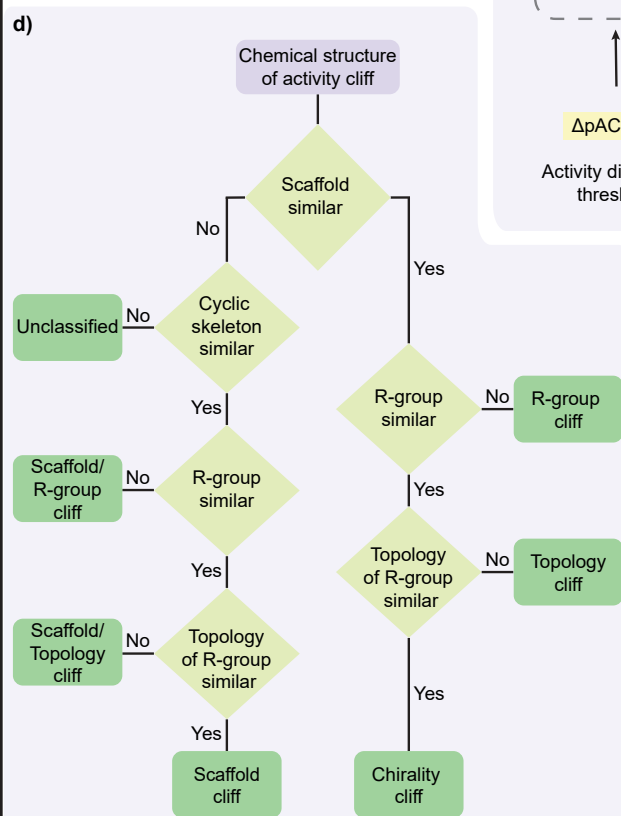 d)
Chemical structure
of activity cliff
Scaffold
similar
No
Yes
Cyclic
skeleton
similar
No
Unclassified
Yes
R-group
similar
No
R-group
cliff
Scaffold/
R-group
cliff
No
R-group
similar
Yes
Yes
Topology
of R-group
similar
No
Topology
cliff
Scaffold/
Topology
cliff
No
Topology
of R-group
similar
Yes
Yes
Scaffold
cliff
Chirality
cliff
ΔpAC
Activity di
thres